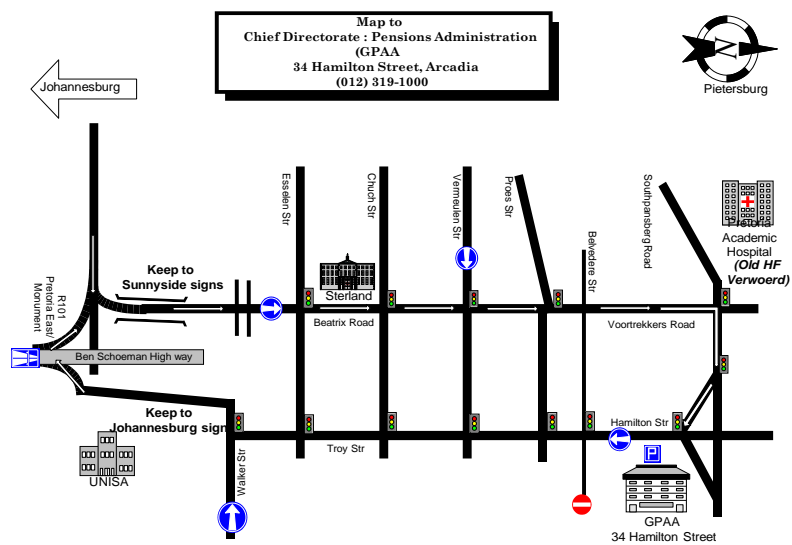 Map to
Chief Directorate : Pensions Administration
(GPAA
34 Hamilton Street, Arcadia
(012) 319-1000
N
Pietersburg
Johannesburg
Esselen Str
Chuch Str
Vermeulen Str
Proes Str
Belvedere Str
Southpansberg Road
Pretoria
Academic
Hospital
(Old HF
Verwoerd)
Keep to
Sunnyside signs
Sterland
Beatrix Road
Voortrekkers Road
R101
Pretoria East/
Monument
Ben Schoeman High way
Keep to
Johannesburg sign
Hamilton Str
Troy Str
Walker Str
UNISA
P
GPAA
34 Hamilton Street